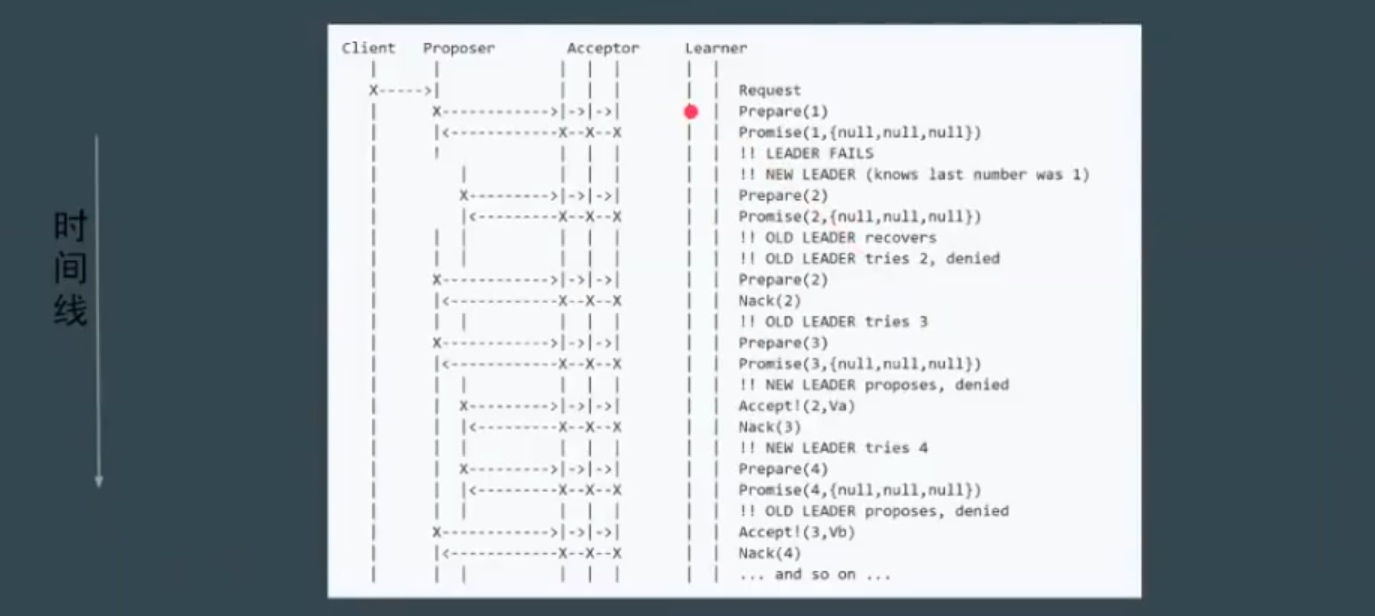 时间线
Client   Proposer        Acceptor     Learner
   |      |             |  |  |       |  |
   X----->|             |  |  |       |  |  Request
   |      X------------>|->|->|       |  |  Prepare(1)
   |      |<------------X--X--X       |  |  Promise(1,{null,null,null})
   |      !             |  |  |       |  |  !! LEADER FAILS
   |         |          |  |  |       |  |  !! NEW LEADER (knows last number was 1)
   |         X--------->|->|->|       |  |  Prepare(2)
   |         |<---------X--X--X       |  |  Promise(2,{null,null,null})
   |      |  |          |  |  |       |  |  !! OLD LEADER recovers
   |      |  |          |  |  |       |  |  !! OLD LEADER tries 2, denied
   |      X------------>|->|->|       |  |  Prepare(2)
   |      |<------------X--X--X       |  |  Nack(2)
   |      |  |          |  |  |       |  |  !! OLD LEADER tries 3
   |      X------------>|->|->|       |  |  Prepare(3)
   |      |<------------X--X--X       |  |  Promise(3,{null,null,null})
   |      |  |          |  |  |       |  |  !! NEW LEADER proposes, denied
   |      |  X--------->|->|->|       |  |  Accept!(2,Va)
   |      |  |<---------X--X--X       |  |  Nack(3)
   |      |  |          |  |  |       |  |  !! NEW LEADER tries 4
   |      |  X--------->|->|->|       |  |  Prepare(4)
   |      |  |<---------X--X--X       |  |  Promise(4,{null,null,null})
   |      |  |          |  |  |       |  |  !! OLD LEADER proposes, denied
   |      X------------>|->|->|       |  |  Accept!(3,Vb)
   |      |<------------X--X--X       |  |  Nack(4)
   |      |  |          |  |  |       |  |  ... and so on ...